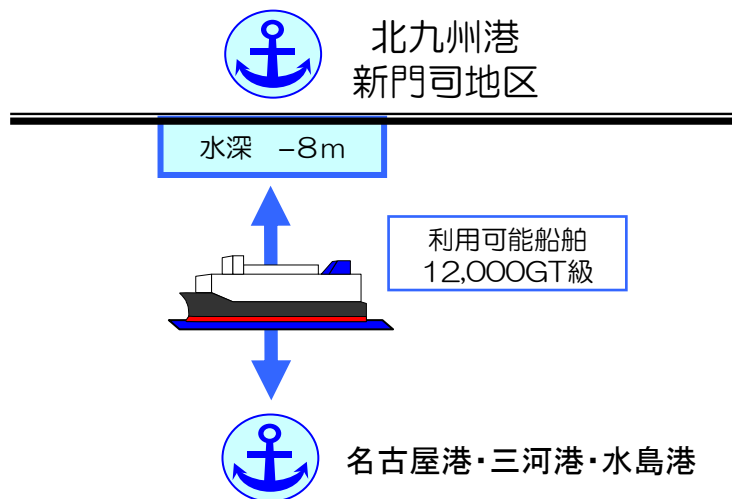 北九州港
新門司地区
水深 -8m
利用可能船舶
12,000GT級
名古屋港・三河港・水島港